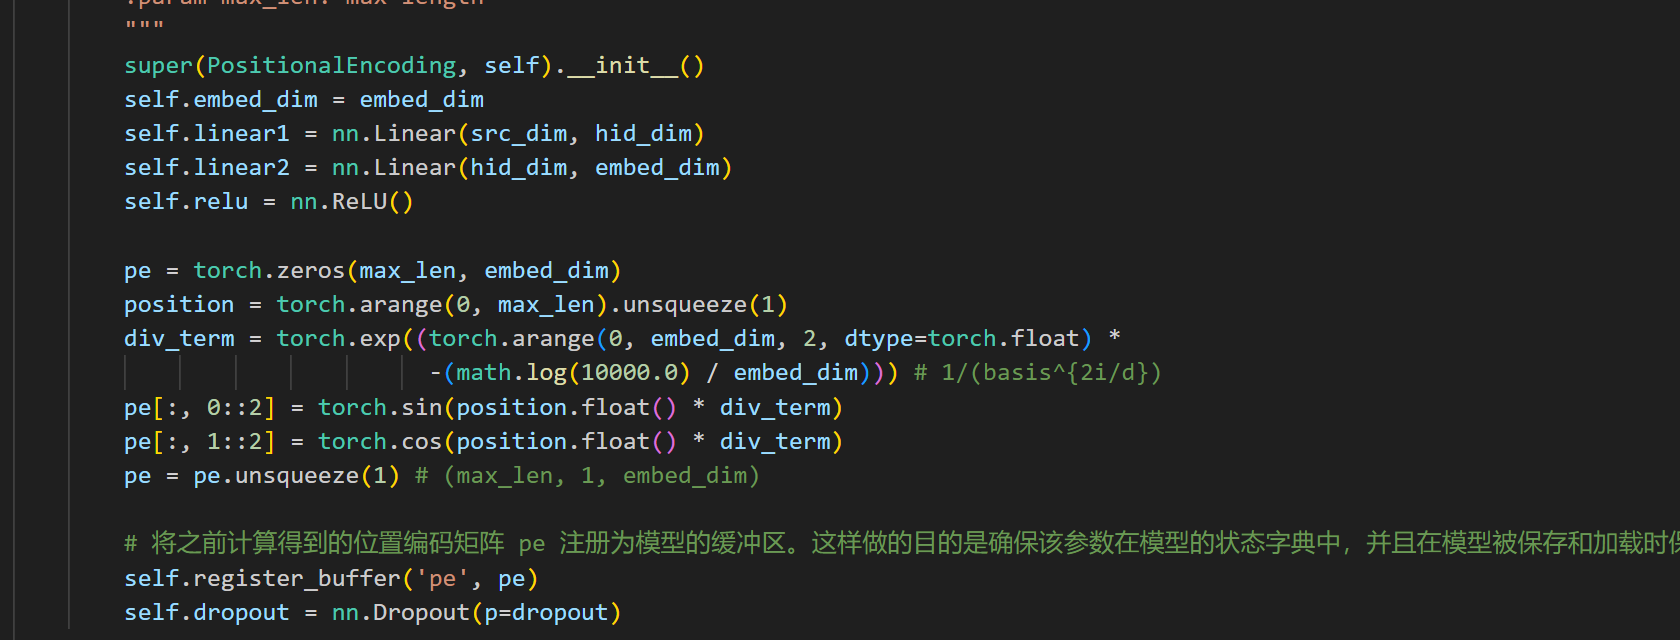 :param max_len: max length
"""
super(PositionalEncoding, self).__init__()
self.embed_dim = embed_dim
self.linear1 = nn.Linear(src_dim, hid_dim)
self.linear2 = nn.Linear(hid_dim, embed_dim)
self.relu = nn.ReLU()
pe = torch.zeros(max_len, embed_dim)
position = torch.arange(0, max_len).unsqueeze(1)
div_term = torch.exp((torch.arange(0, embed_dim, 2, dtype=torch.float) *
-(math.log(10000.0) / embed_dim))) # 1/(basis^{2i/d})
pe[:, 0::2] = torch.sin(position.float() * div_term)
pe[:, 1::2] = torch.cos(position.float() * div_term)
pe = pe.unsqueeze(1) # (max_len, 1, embed_dim)
# 将之前计算得到的位置编码矩阵 pe 注册为模型的缓冲区。这样做的目的是确保该参数在模型的状态字典中，并且在模型被保存和加载时
self.register_buffer('pe', pe)
self.dropout = nn.Dropout(p=dropout)